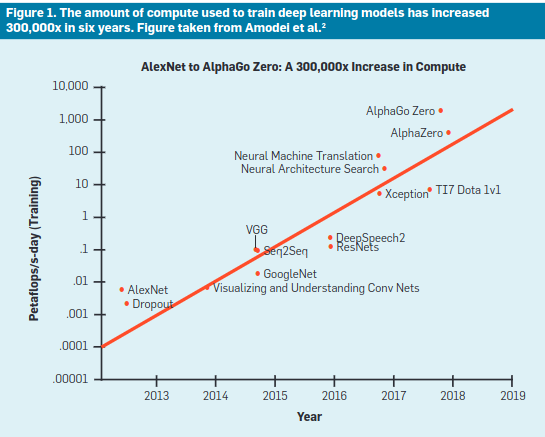 Figure 1. The amount of compute used to train deep learning models has increased
300,000x in six years. Figure taken from Amodei et al.²
AlexNet to AlphaGo Zero: A 300,000x Increase in Compute
Petaflops/s-day (Training)
10,000
1,000
100
10
1
.1
.01
.001
.0001
.00001
AlphaGo Zero
AlphaZero
Neural Machine Translation
Neural Architecture Search
Xception
TI7 Dota 1v1
VGG
Seq2Seq
DeepSpeech2
ResNets
GoogleNet
AlexNet
Visualizing and Understanding Conv Nets
Dropout
2013
2014
2015
2016
2017
2018
2019
Year